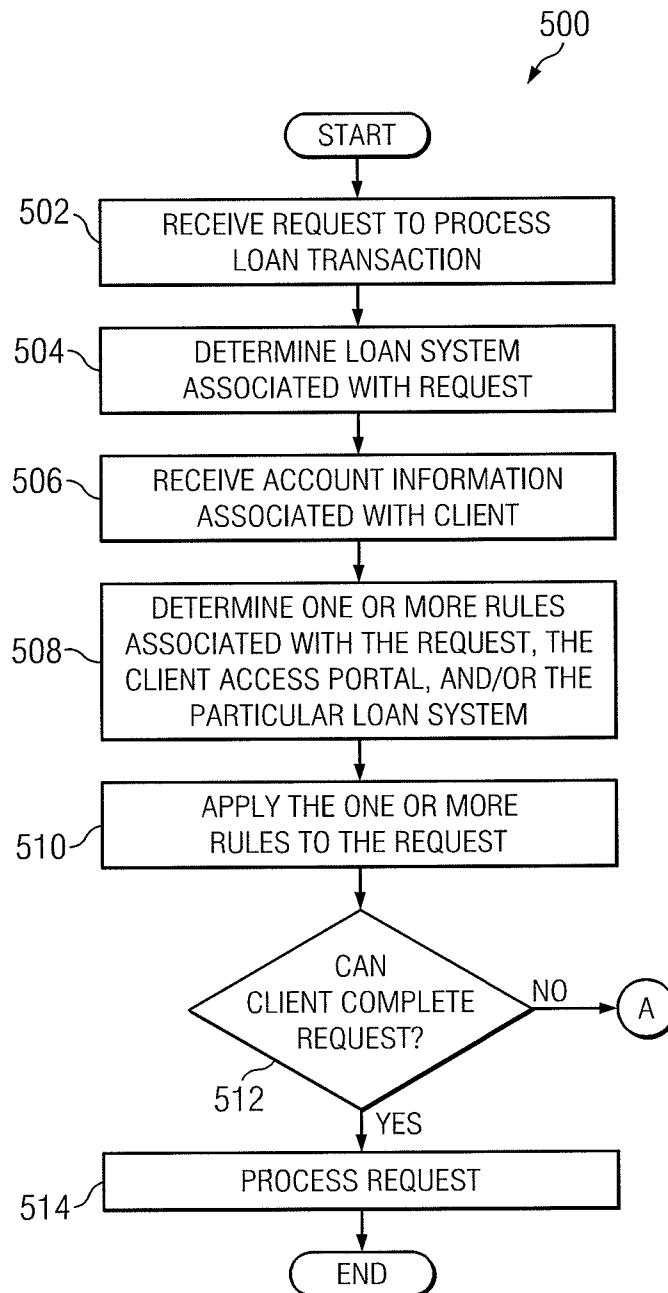 500
START
502
RECEIVE REQUEST TO PROCESS
LOAN TRANSACTION
504
DETERMINE LOAN SYSTEM
ASSOCIATED WITH REQUEST
506
RECEIVE ACCOUNT INFORMATION
ASSOCIATED WITH CLIENT
508
DETERMINE ONE OR MORE RULES
ASSOCIATED WITH THE REQUEST, THE
CLIENT ACCESS PORTAL, AND/OR THE
PARTICULAR LOAN SYSTEM
510
APPLY THE ONE OR MORE
RULES TO THE REQUEST
CAN
CLIENT COMPLETE
REQUEST?
NO
A
512
YES
514
PROCESS REQUEST
END